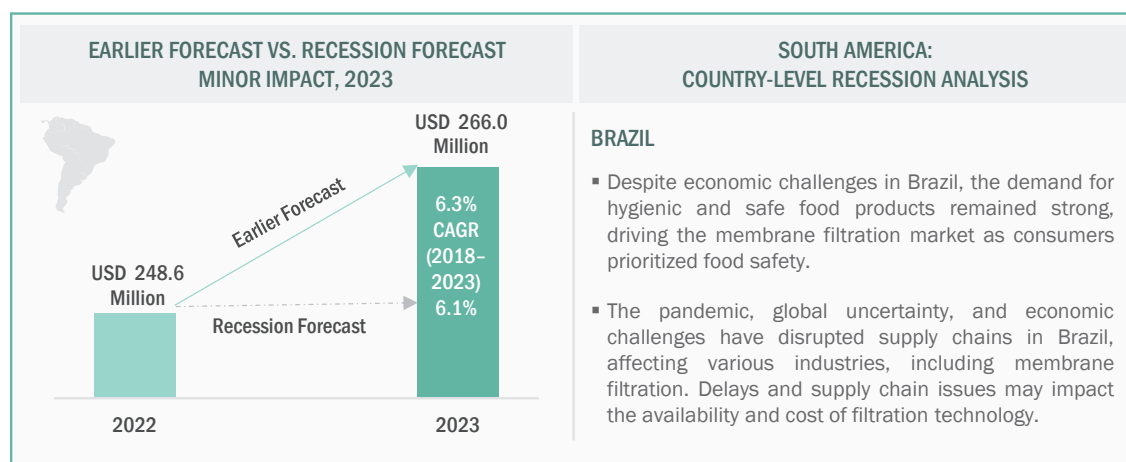 EARLIER FORECAST VS. RECESSION FORECAST
MINOR IMPACT, 2023
USD 266.0
Million
Earlier Forecast
6.3%
CAGR
(2018–
2023)
6.1%
USD 248.6
Million
Recession Forecast
2022
2023
SOUTH AMERICA:
COUNTRY-LEVEL RECESSION ANALYSIS
BRAZIL
▪ Despite economic challenges in Brazil, the demand for
hygienic and safe food products remained strong,
driving the membrane filtration market as consumers
prioritized food safety.
▪ The pandemic, global uncertainty, and economic
challenges have disrupted supply chains in Brazil,
affecting various industries, including membrane
filtration. Delays and supply chain issues may impact
the availability and cost of filtration technology.